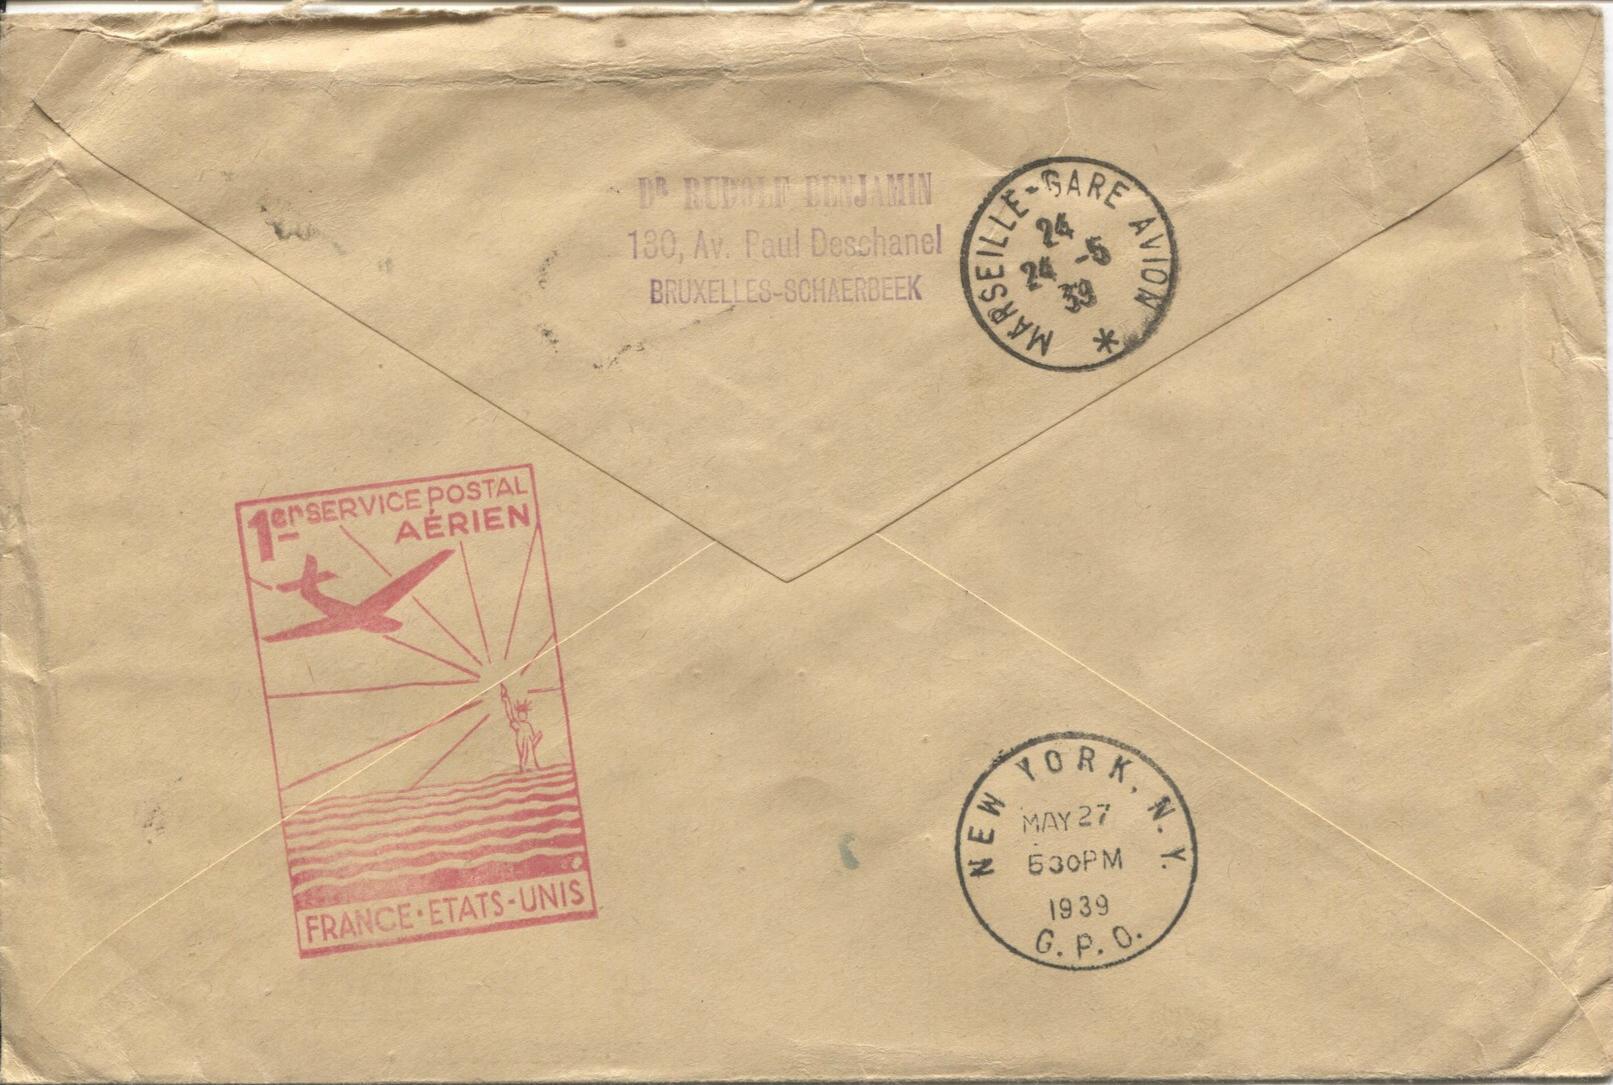 DR RUDOLF BENJAMIN
130, Av. Paul Deschanel
BRUXELLES-SCHAERBEEK
MARSEILLE-GARE AVION *
24
24 -5
39
1er SERVICE POSTAL
AÉRIEN
FRANCE·ETATS-UNIS
NEW YORK, N.Y.
MAY 27
530PM
1939
G.P.O.